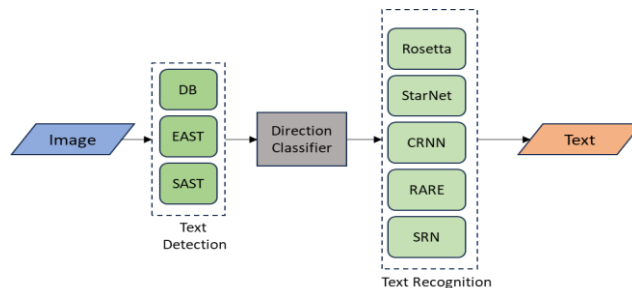 Image
DB
EAST
SAST
Text
Detection
Direction
Classifier
Rosetta
StarNet
CRNN
RARE
SRN
Text Recognition
Text